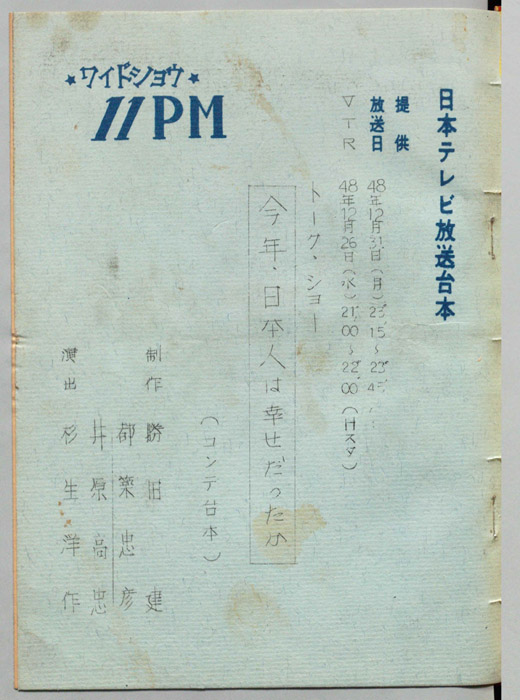 日本テレビ放送台本
提供
放送日 48年12月31日(月)23:15~23:45
VTR 48年12月26日(水)21:00~22:00(Hスタ)
トーク・ショー
今年、日本人は幸せだったか
(コンテ台本)
制作 勝田 建
都築忠彦
井原高忠
演出 杉生洋作
★ワイドショウ★
11PM